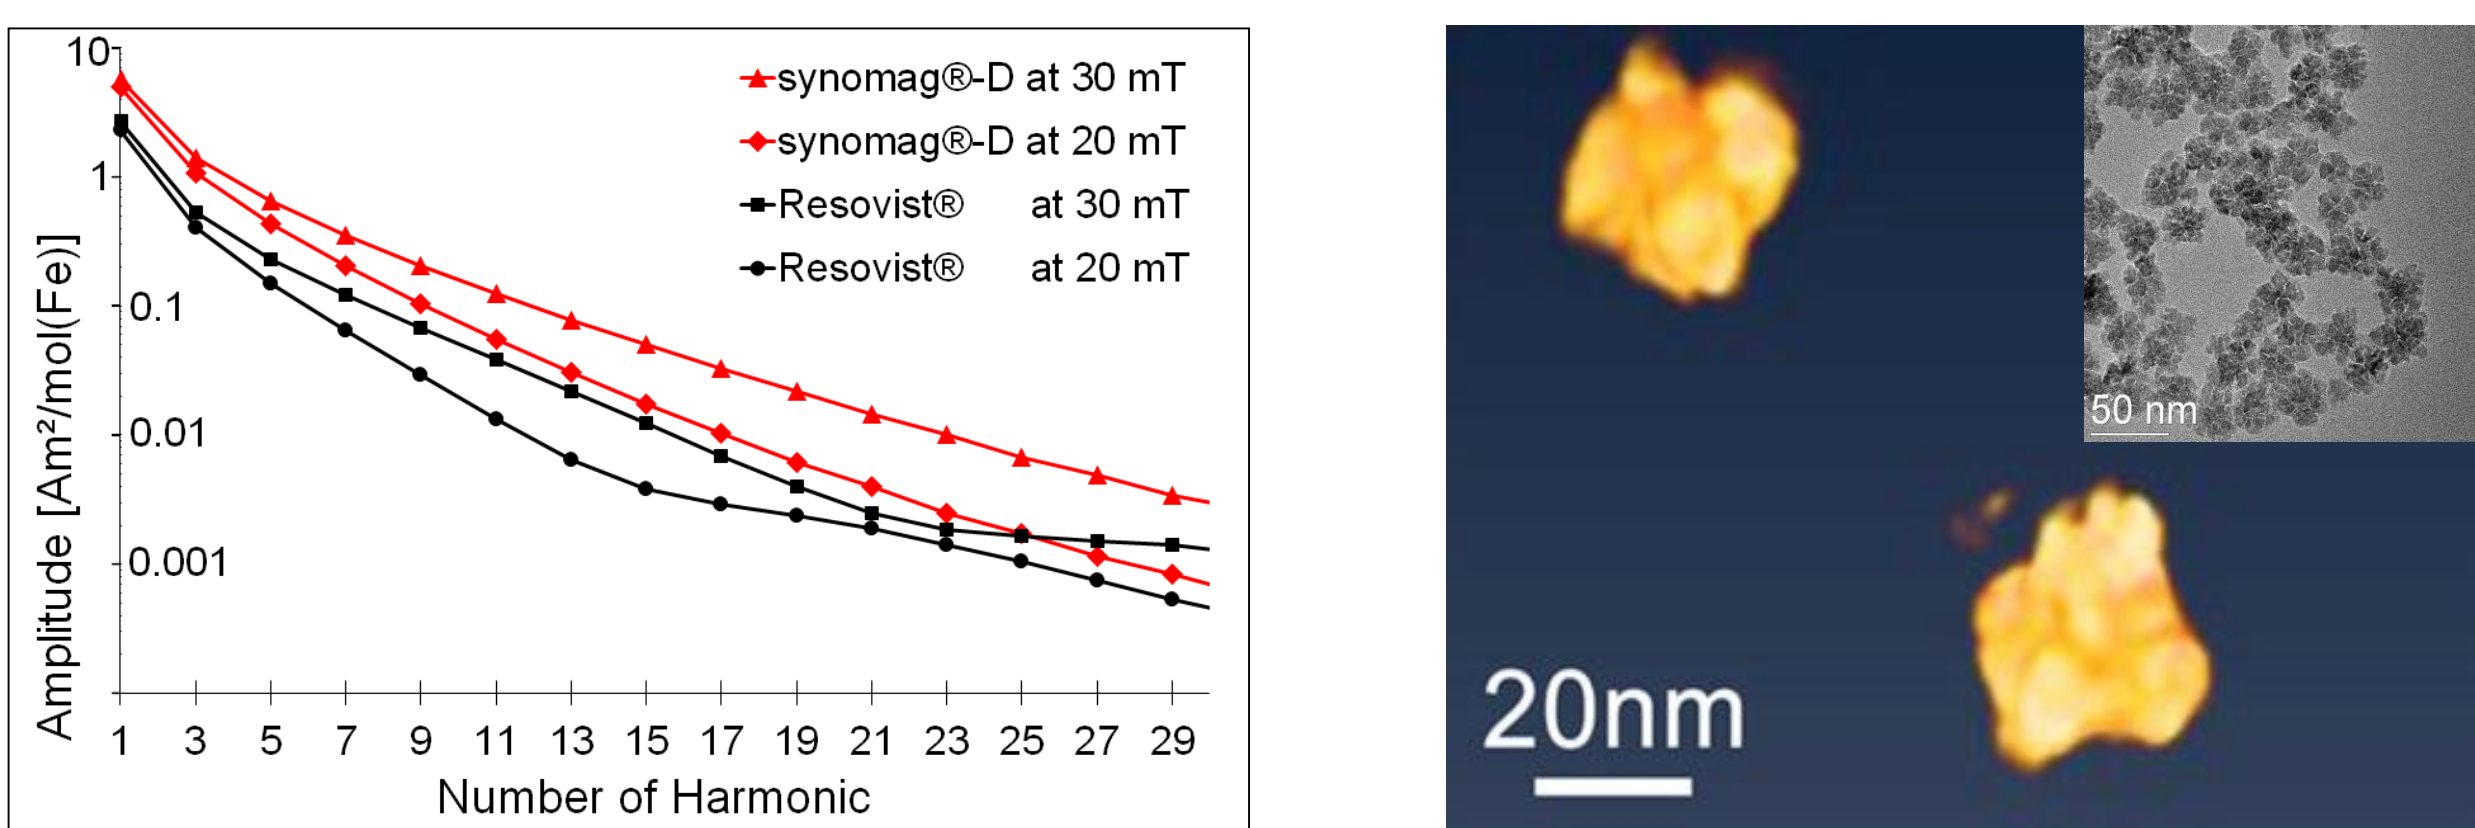 10
1
0.1
0.01
0.001
Amplitude [Am²/mol(Fe)]
synomag®-D at 30 mT
synomag®-D at 20 mT
Resovist® at 30 mT
Resovist® at 20 mT
1 3 5 7 9 11 13 15 17 19 21 23 25 27 29
Number of Harmonic
50 nm
20nm